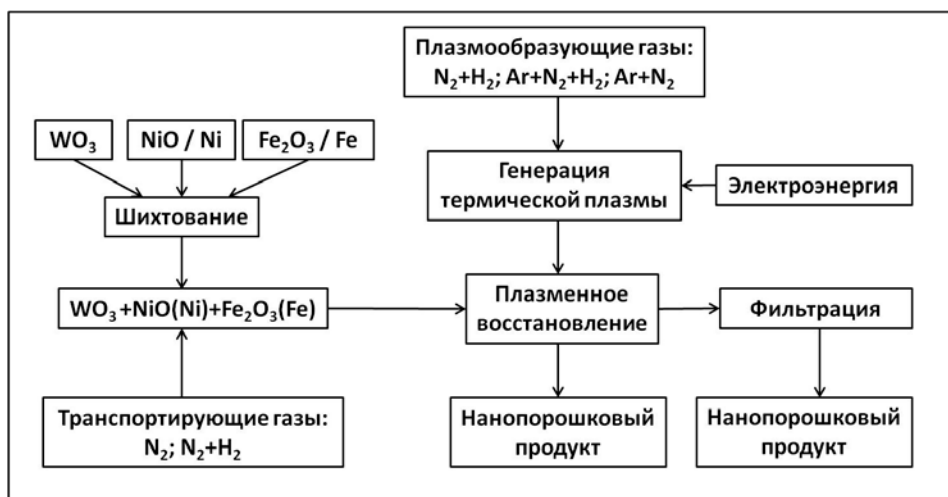 Плазмообразующие газы:
N₂+H₂; Ar+N₂+H₂; Ar+N₂
WO₃
NiO / Ni
Fe₂O₃ / Fe
Генерация
термической плазмы
Электроэнергия
Шихтование
WO₃+NiO(Ni)+Fe₂O₃(Fe)
Плазменное
восстановление
Фильтрация
Транспортирующие газы:
N₂; N₂+H₂
Нанопорошковый
продукт
Нанопорошковый
продукт